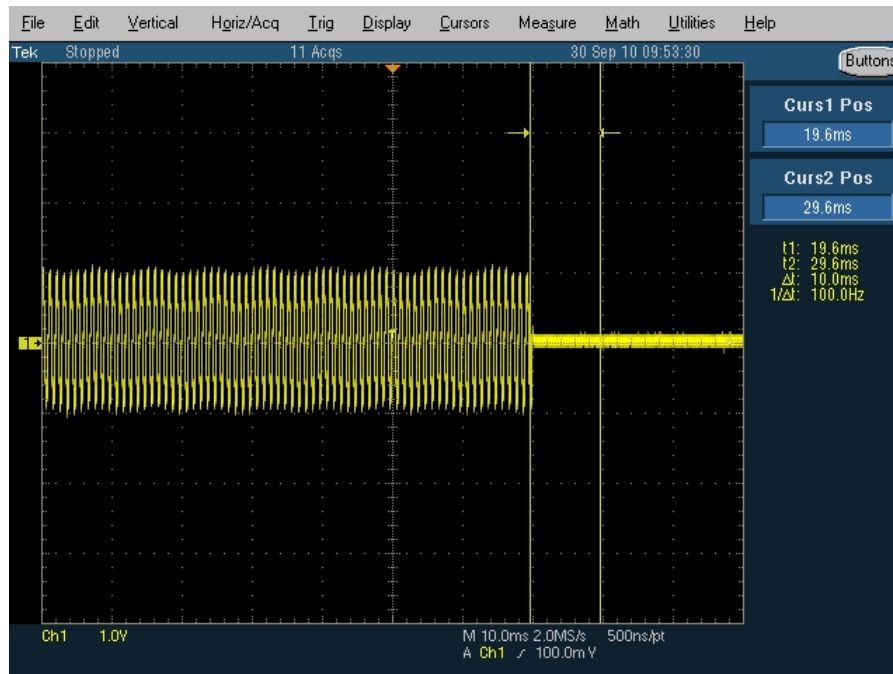 File Edit Vertical Horiz/Acq Trig Display Cursors Measure Math Utilities Help
Tek Stopped 11 Acqs 30 Sep 10 09:53:30
Buttons
Curs1 Pos
19.6ms
Curs2 Pos
29.6ms
t1: 19.6ms
t2: 29.6ms
Δt: 10.0ms
1/Δt: 100.0Hz
1
Ch1 1.0V M 10.0ms 2.0MS/s 500ns/pt
A Ch1 100.0mV